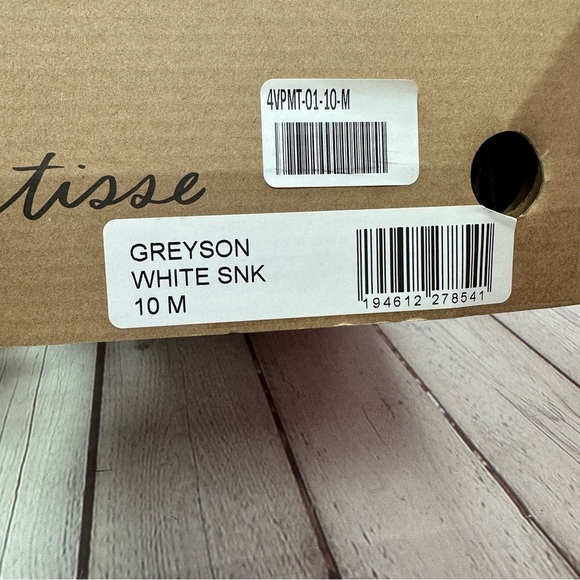 4VPMT-01-10-M
tisse
GREYSON
WHITE SNK
10 M
194612 278541